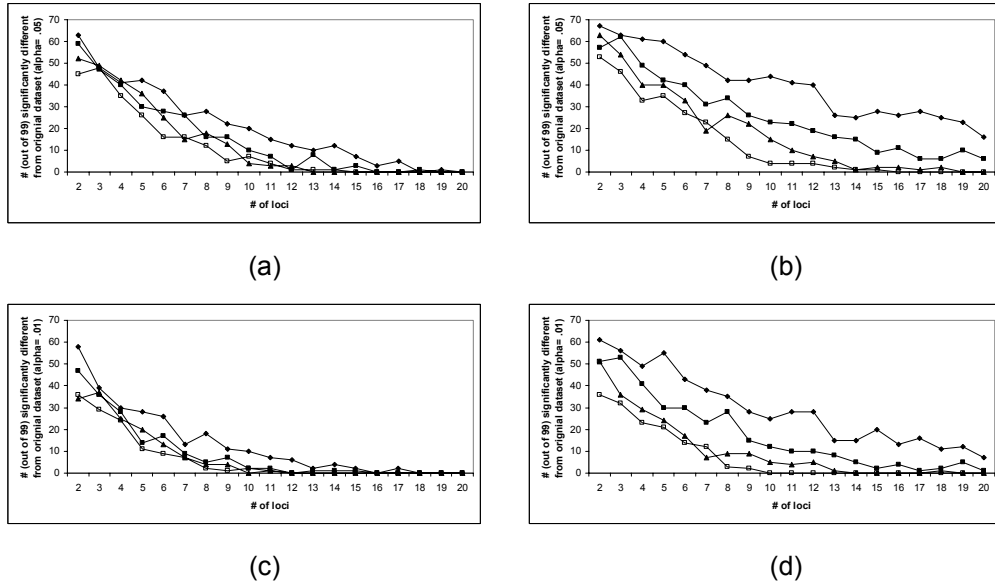 # (out of 99) significantly different
from orignial dataset (alpha= .05)
70
60
50
40
30
20
10
0
2 3 4 5 6 7 8 9 10 11 12 13 14 15 16 17 18 19 20
# of loci
(a)
# (out of 99) significantly different
from orignial dataset (alpha= .05)
70
60
50
40
30
20
10
0
2 3 4 5 6 7 8 9 10 11 12 13 14 15 16 17 18 19 20
# of loci
(b)
# (out of 99) significantly different
from orignial dataset (alpha= .01)
70
60
50
40
30
20
10
0
2 3 4 5 6 7 8 9 10 11 12 13 14 15 16 17 18 19 20
# of loci
(c)
# (out of 99) significantly different
from orignial dataset (alpha= .01)
70
60
50
40
30
20
10
0
2 3 4 5 6 7 8 9 10 11 12 13 14 15 16 17 18 19 20
# of loci
(d)